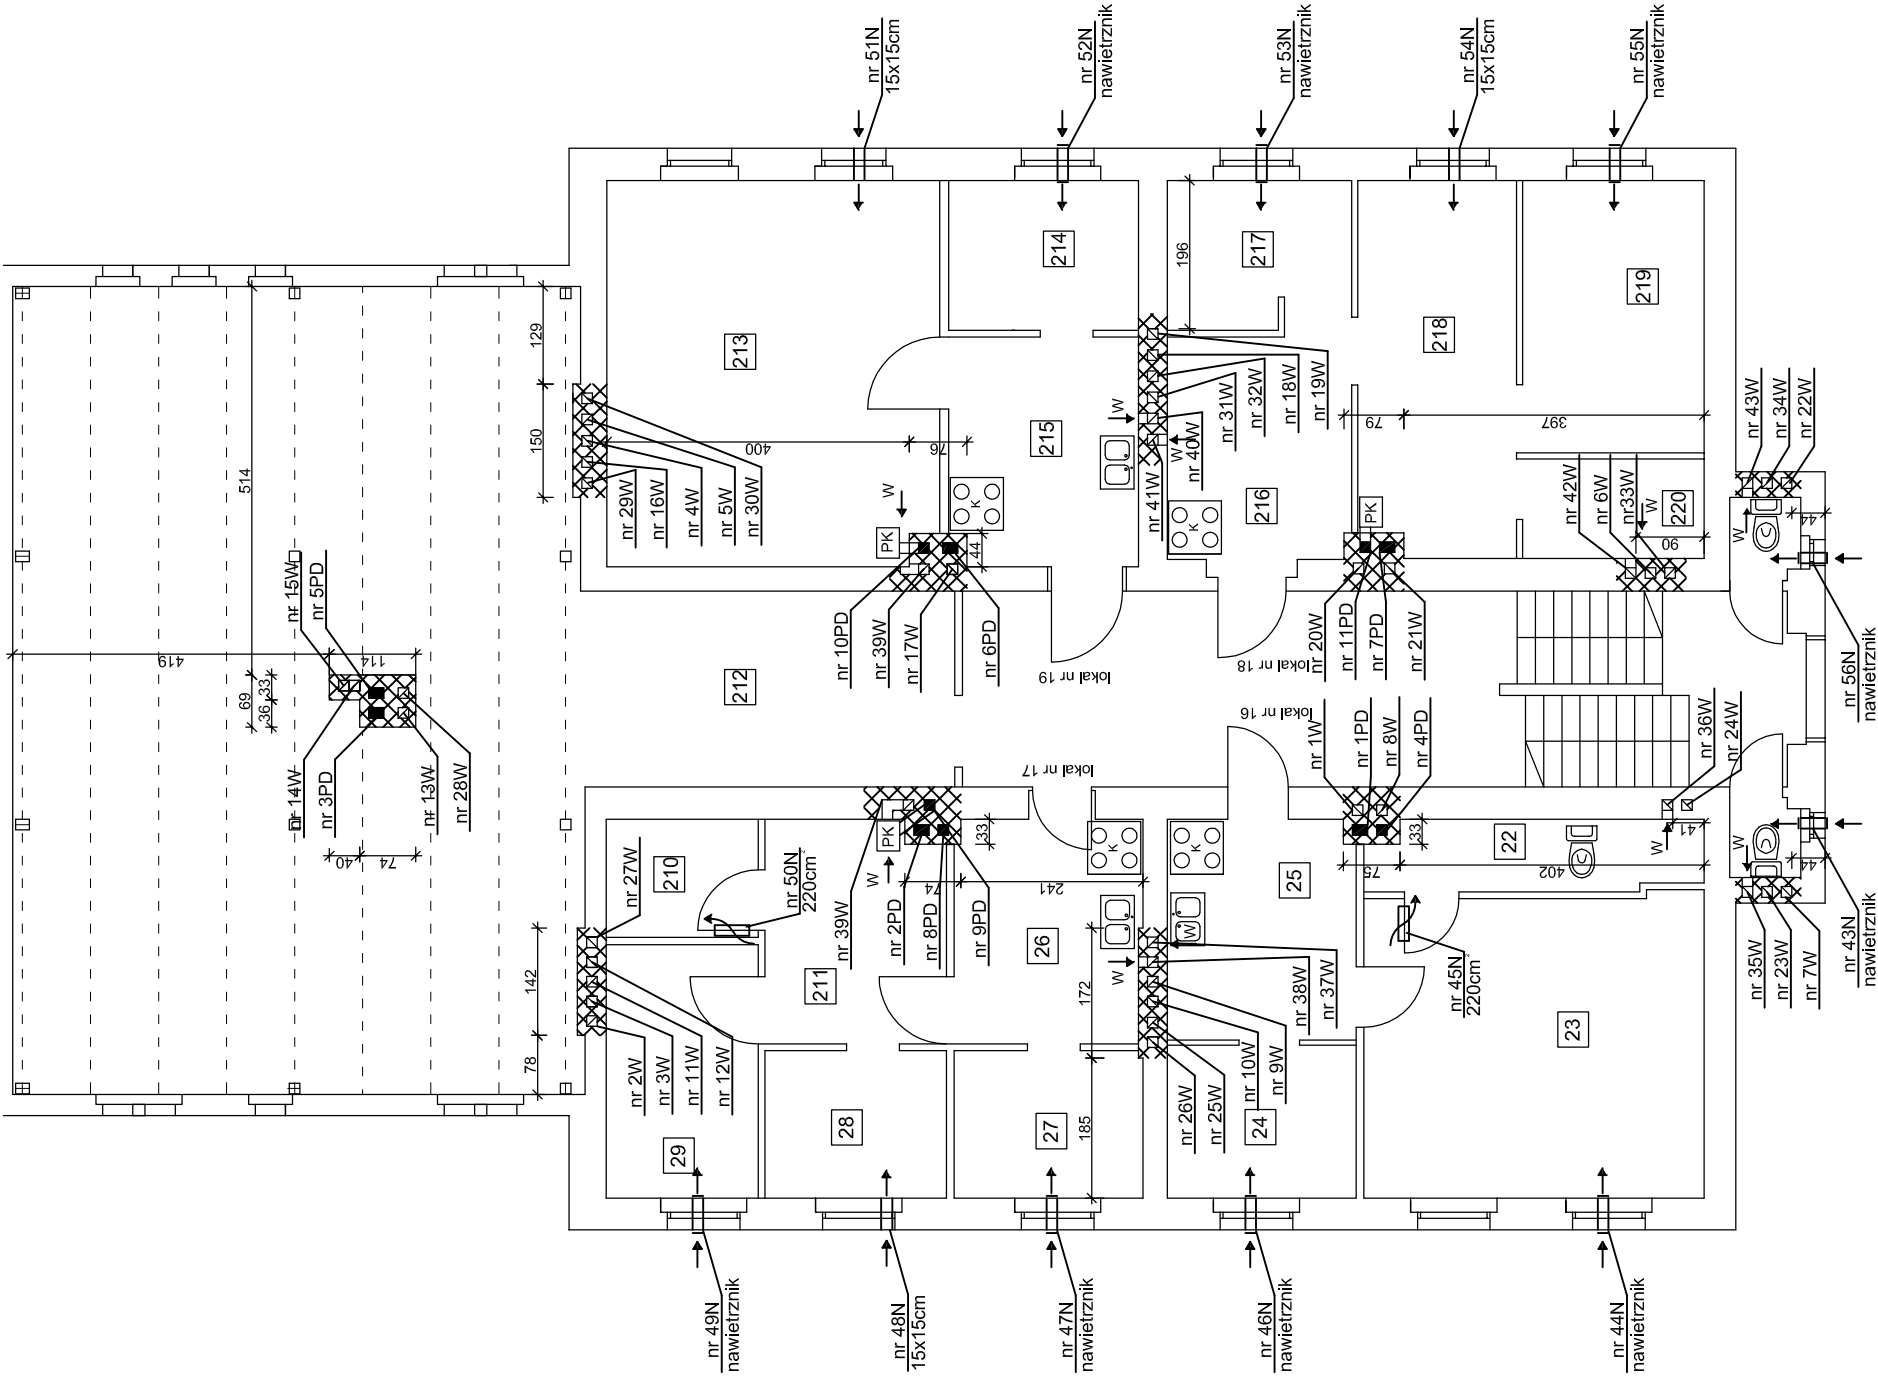 nr 51N
15x15cm
nr 52N
nawietrznik
nr 53N
nawietrznik
nr 54N
15x15cm
nr 55N
nawietrznik
196
214
217
219
213
218
129
150
514
400
76
79
397
215
216
220
nr 29W
nr 16W
nr 4W
nr 5W
nr 30W
W
PK
K
44
W
W
nr 41W
nr 40W
nr 31W
nr 32W
nr 18W
nr 19W
K
PK
nr 42W
nr 6W
nr33W
W
90
nr 43W
nr 34W
nr 22W
W
44
nr 15W
nr 5PD
419
114
33
69
36
nr 14W
nr 3PD
nr 13W
nr 28W
40
74
212
nr 10PD
nr 39W
nr 17W
nr 6PD
lokal nr 19
lokal nr 18
nr 20W
nr 11PD
nr 7PD
nr 21W
nr 56N
nawietrznik
lokal nr 17
lokal nr 16
nr 1W
nr 1PD
nr 8W
nr 4PD
nr 36W
nr 24W
33
PK
W
K
K
33
75
402
41
W
W
44
nr 27W
210
nr 50N
220cm²
74
241
nr 39W
nr 2PD
nr 8PD
nr 9PD
26
25
22
W
W
142
78
211
172
185
nr 38W
nr 37W
nr 45N
220cm²
23
nr 35W
nr 23W
nr 7W
nr 43N
nawietrznik
nr 2W
nr 3W
nr 11W
nr 12W
nr 26W
nr 25W
nr 10W
nr 9W
29
28
27
24
nr 49N
nawietrznik
nr 48N
15x15cm
nr 47N
nawietrznik
nr 46N
nawietrznik
nr 44N
nawietrznik